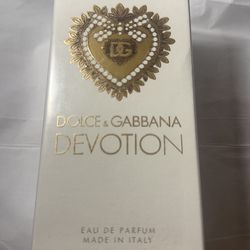 DG
DOLCE & GABBANA
DEVOTION
EAU DE PARFUM
MADE IN ITALY